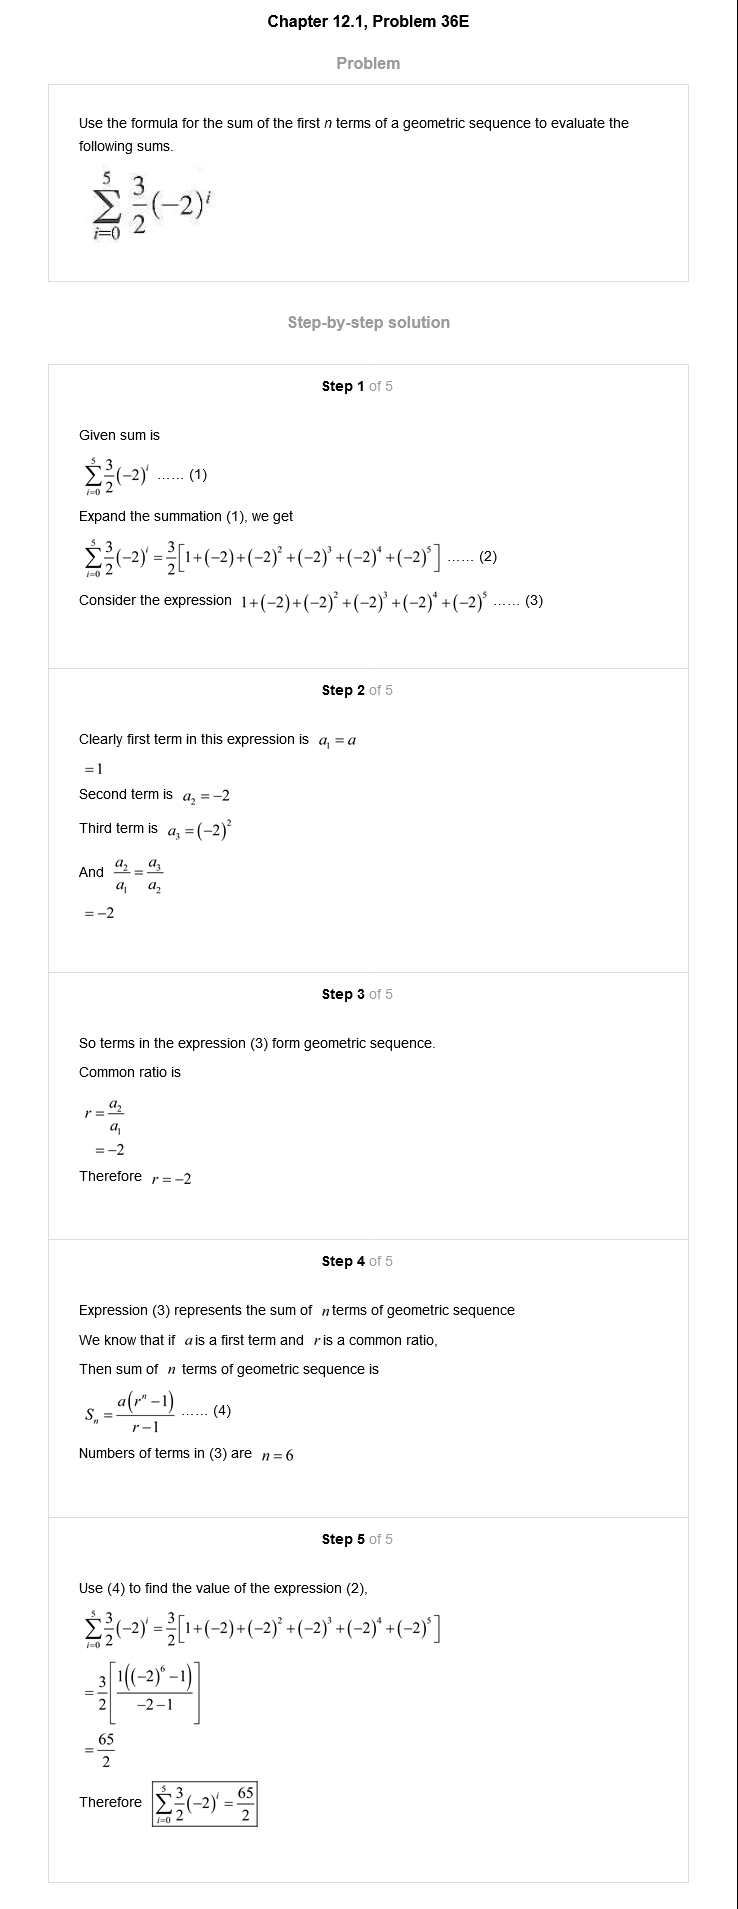 Chapter 12.1, Problem 36E
Problem
Use the formula for the sum of the first n terms of a geometric sequence to evaluate the
following sums.
\sum_{i=0}^{5} \frac{3}{2}(-2)^i
Step-by-step solution
Step 1 of 5
Given sum is
\sum_{i=0}^{5} \frac{3}{2}(-2)^i ...... (1)
Expand the summation (1), we get
\sum_{i=0}^{5} \frac{3}{2}(-2)^i = \frac{3}{2}[1+(-2)+(-2)^2+(-2)^3+(-2)^4+(-2)^5] ...... (2)
Consider the expression 1+(-2)+(-2)^2+(-2)^3+(-2)^4+(-2)^5 ...... (3)
Step 2 of 5
Clearly first term in this expression is a_1 = a
=1
Second term is a_2 = -2
Third term is a_3 = (-2)^2
And \frac{a_2}{a_1} = \frac{a_3}{a_2}
= -2
Step 3 of 5
So terms in the expression (3) form geometric sequence.
Common ratio is
r = \frac{a_2}{a_1}
= -2
Therefore r = -2
Step 4 of 5
Expression (3) represents the sum of n terms of geometric sequence
We know that if a is a first term and r is a common ratio,
Then sum of n terms of geometric sequence is
S_n = \frac{a(r^n-1)}{r-1} ...... (4)
Numbers of terms in (3) are n = 6
Step 5 of 5
Use (4) to find the value of the expression (2),
\sum_{i=0}^{5} \frac{3}{2}(-2)^i = \frac{3}{2}[1+(-2)+(-2)^2+(-2)^3+(-2)^4+(-2)^5]
= \frac{3}{2}[\frac{1((-2)^6-1)}{-2-1}]
= \frac{65}{2}
Therefore \sum_{i=0}^{5} \frac{3}{2}(-2)^i = \frac{65}{2}